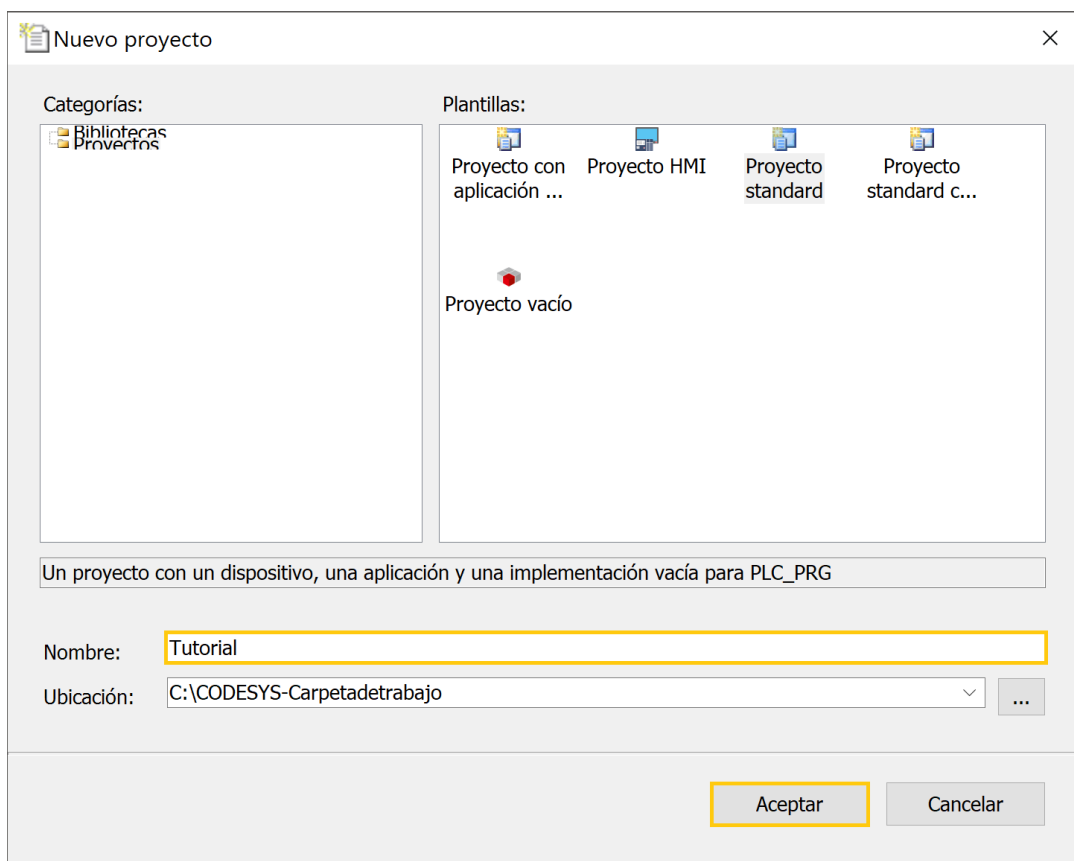 Nuevo proyecto
Categorías:
Plantillas:
Bibliotecas
Proyectos
Proyecto con
aplicación ...
Proyecto HMI
Proyecto
standard
Proyecto
standard c...
Proyecto vacío
Un proyecto con un dispositivo, una aplicación y una implementación vacía para PLC_PRG
Nombre:
Tutorial
Ubicación:
C:\CODESYS-Carpetadetrabajo
...
Aceptar
Cancelar